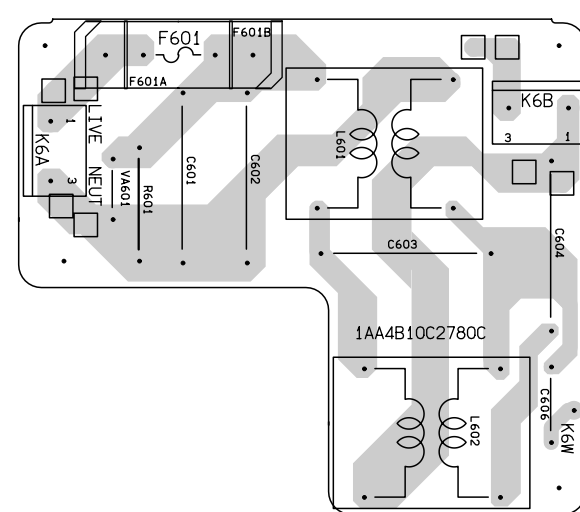 F601
F601B
F601A
K6A
1
3
LIVE NEUT
VA601
R601
C601
C602
L601
K6B
3
1
C603
C604
1AA4B10C2780C
L602
C606
K6W